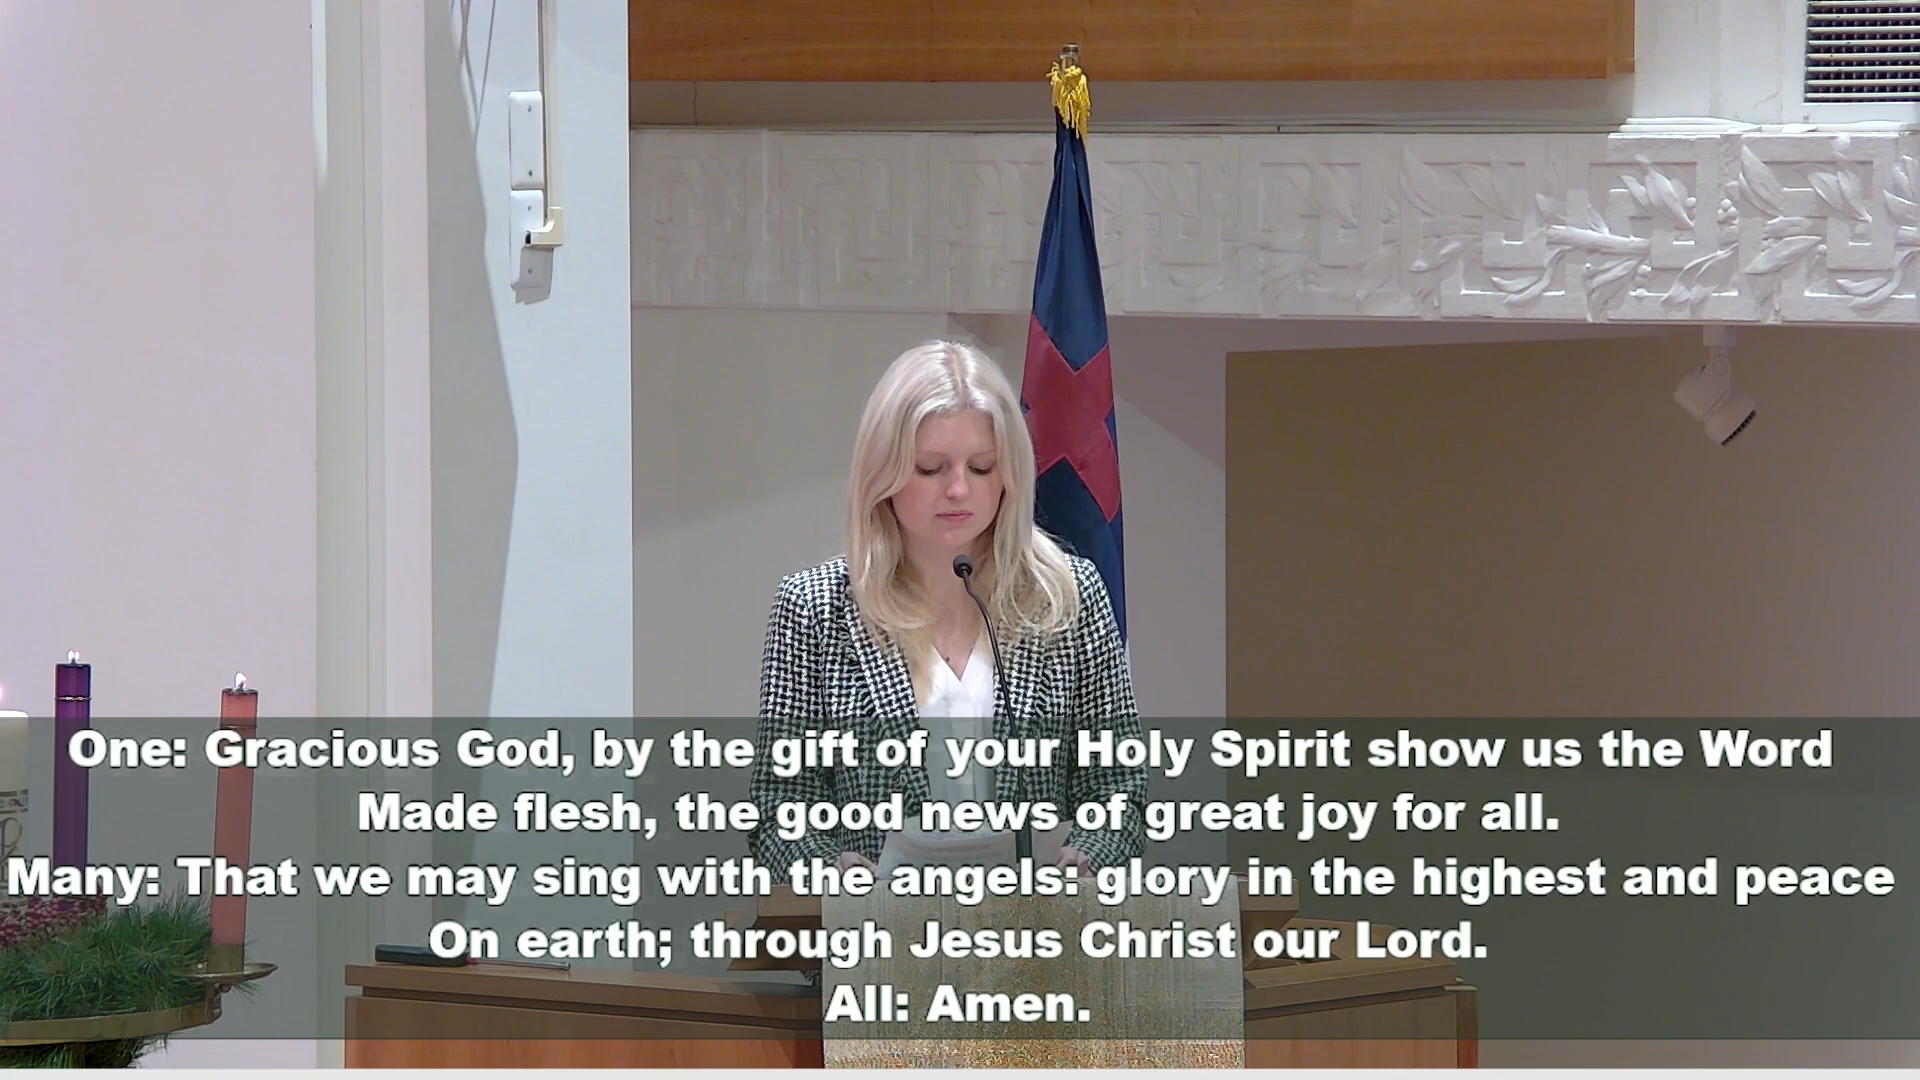 One: Gracious God, by the gift of your Holy Spirit show us the Word
Made flesh, the good news of great joy for all.
Many: That we may sing with the angels: glory in the highest and peace
On earth; through Jesus Christ our Lord.
All: Amen.